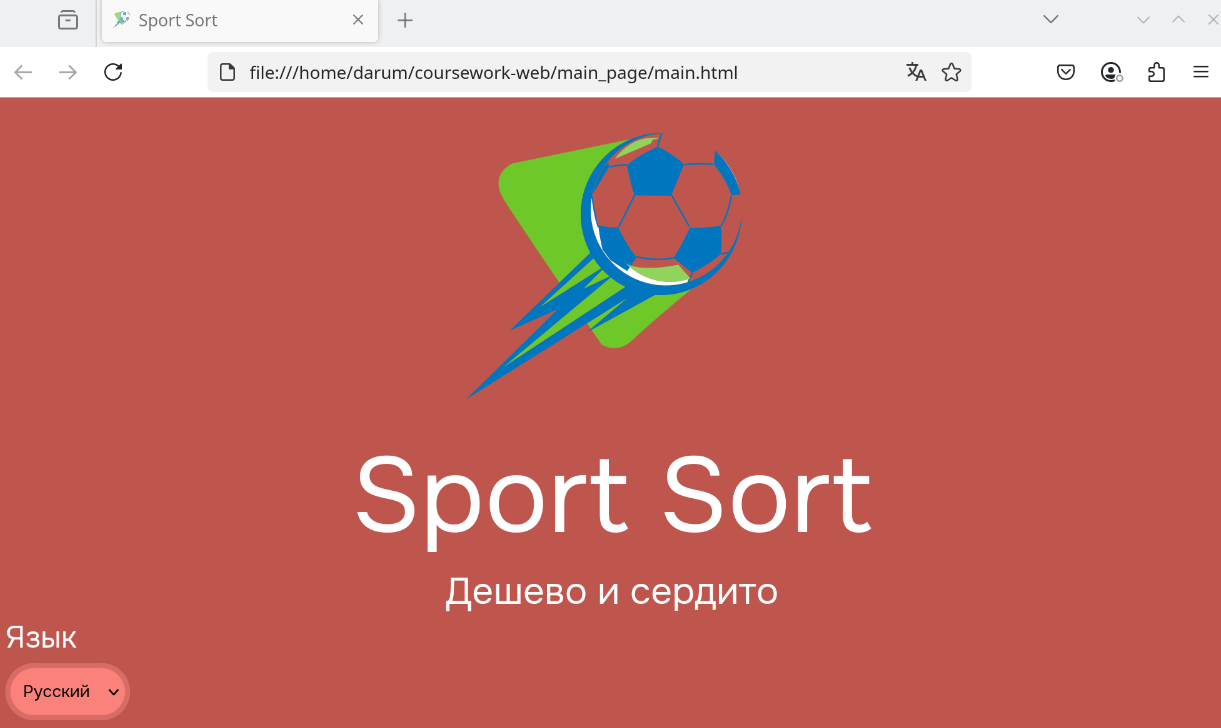 Sport Sort
file:///home/darum/coursework-web/main_page/main.html
Sport Sort
Дешево и сердито
Язык
Русский